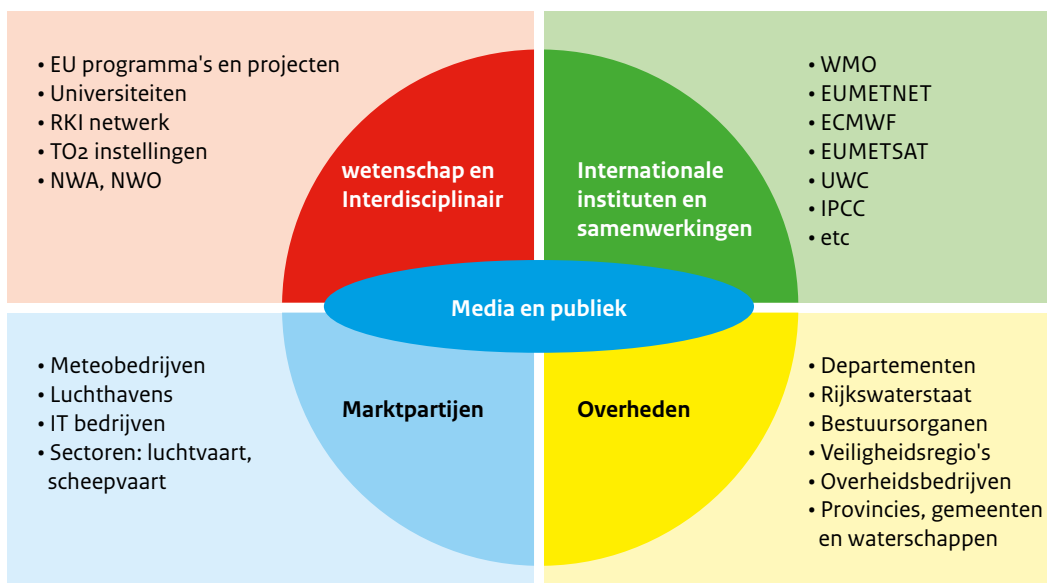 • EU programma's en projecten
• Universiteiten
• RKI netwerk
• TO2 instellingen
• NWA, NWO
wetenschap en
Interdisciplinair
Internationale
instituten en
samenwerkingen
• WMO
• EUMETNET
• ECMWF
• EUMETSAT
• UWC
• IPCC
• etc
Media en publiek
• Meteobedrijven
• Luchthavens
• IT bedrijven
• Sectoren: luchtvaart,
scheepvaart
Marktpartijen
Overheden
• Departementen
• Rijkswaterstaat
• Bestuursorganen
• Veiligheidsregio's
• Overheidsbedrijven
• Provincies, gemeenten
en waterschappen